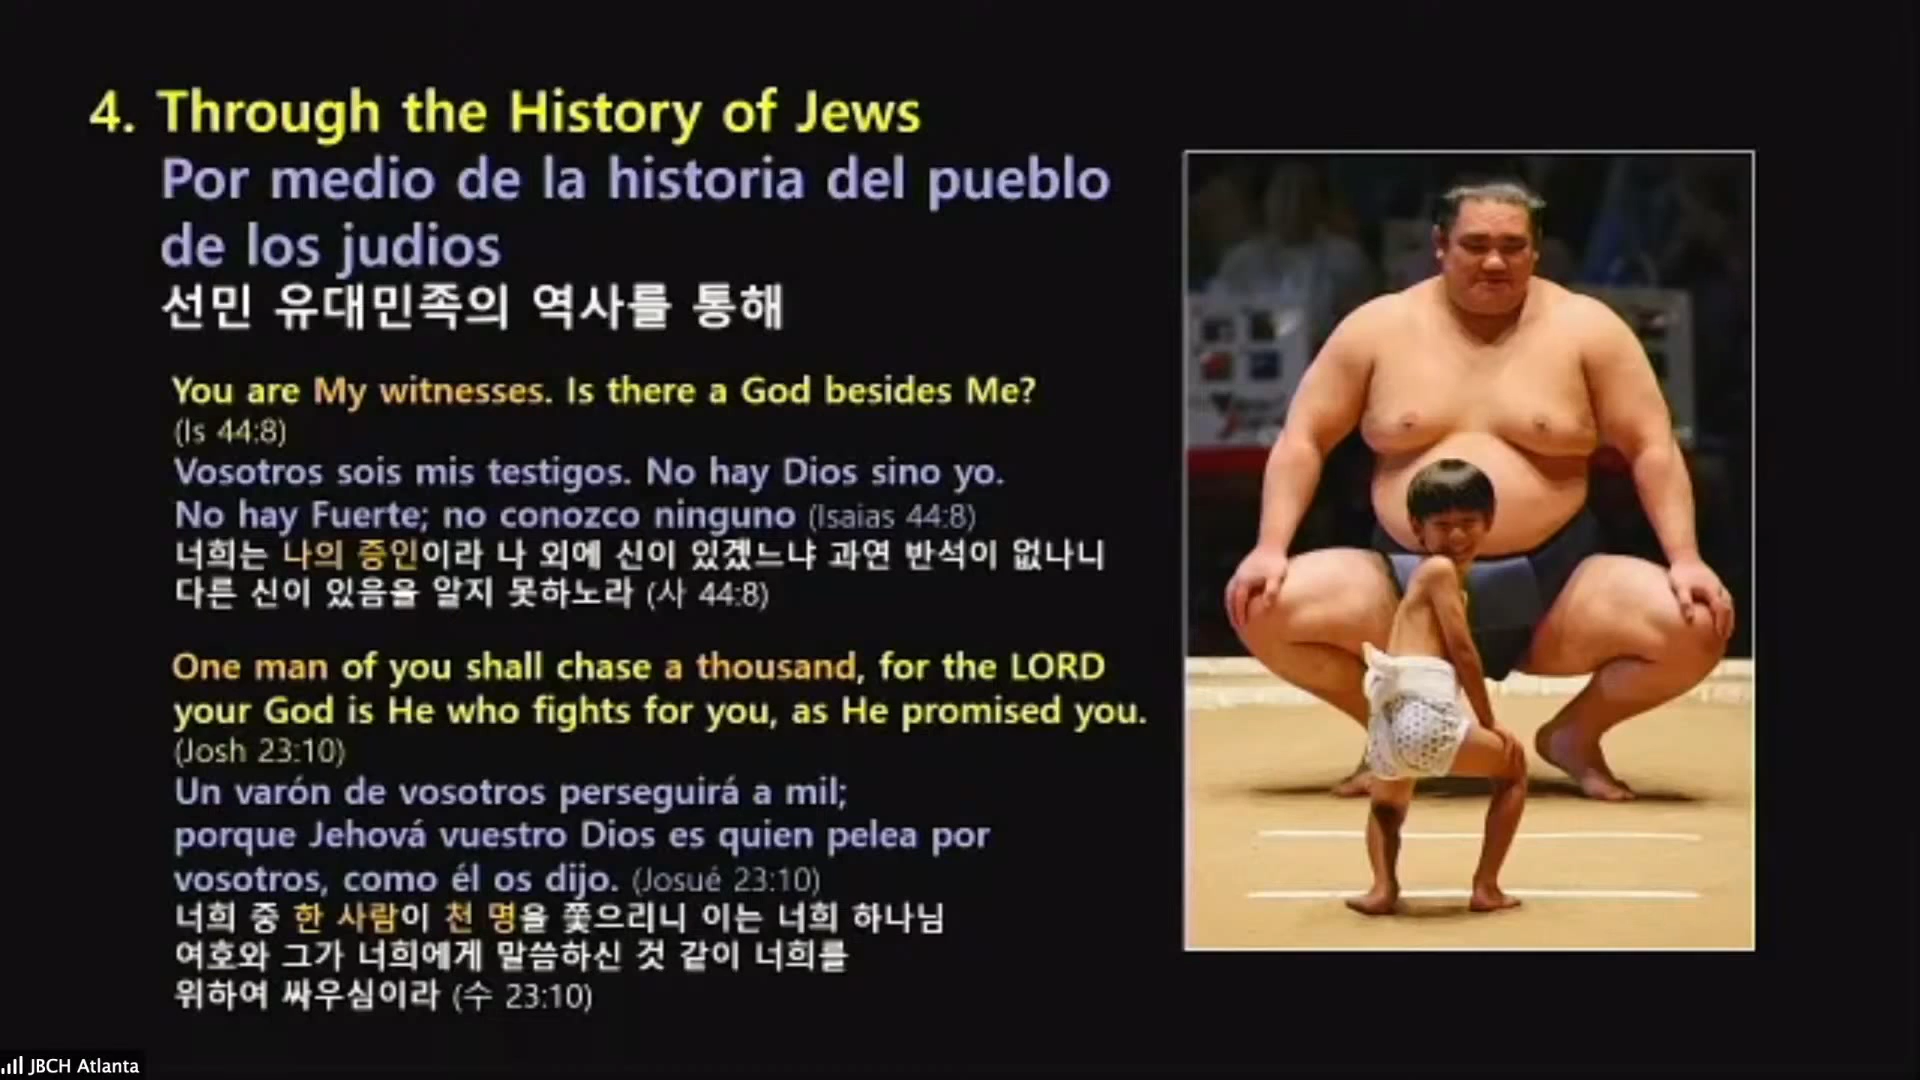 4. Through the History of Jews
Por medio de la historia del pueblo
de los judios
선민 유대민족의 역사를 통해
You are My witnesses. Is there a God besides Me?
(Is 44:8)
Vosotros sois mis testigos. No hay Dios sino yo.
No hay Fuerte; no conozco ninguno (Isaias 44:8)
너희는 나의 증인이라 나 외에 신이 있겠느냐 과연 반석이 없나니
다른 신이 있음을 알지 못하노라 (사 44:8)
One man of you shall chase a thousand, for the LORD
your God is He who fights for you, as He promised you.
(Josh 23:10)
Un varón de vosotros perseguirá a mil;
porque Jehová vuestro Dios es quien pelea por
vosotros, como él os dijo. (Josué 23:10)
너희 중 한 사람이 천 명을 쫓으리니 이는 너희 하나님
여호와 그가 너희에게 말씀하신 것 같이 너희를
위하여 싸우심이라 (수 23:10)
JBCH Atlanta